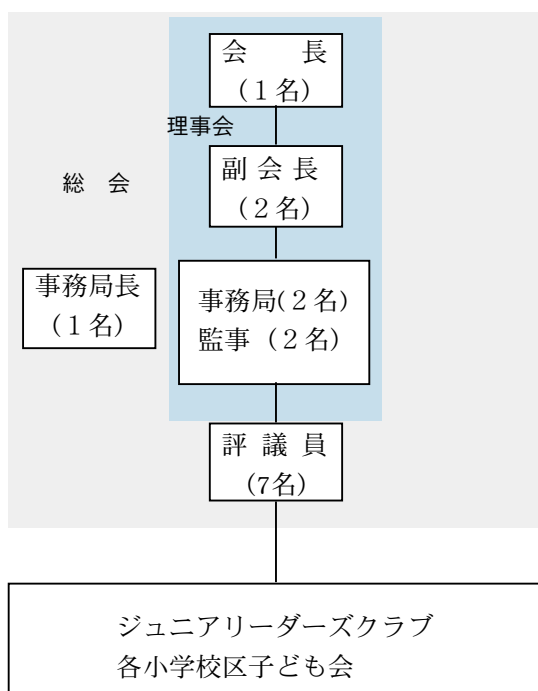 会　　長
（１名）
理事会
副 会 長
（２名）
総　会
事務局長
（１名）
事務局(２名)
監事（２名）
評 議 員
(7名)
ジュニアリーダーズクラブ
各小学校区子ども会